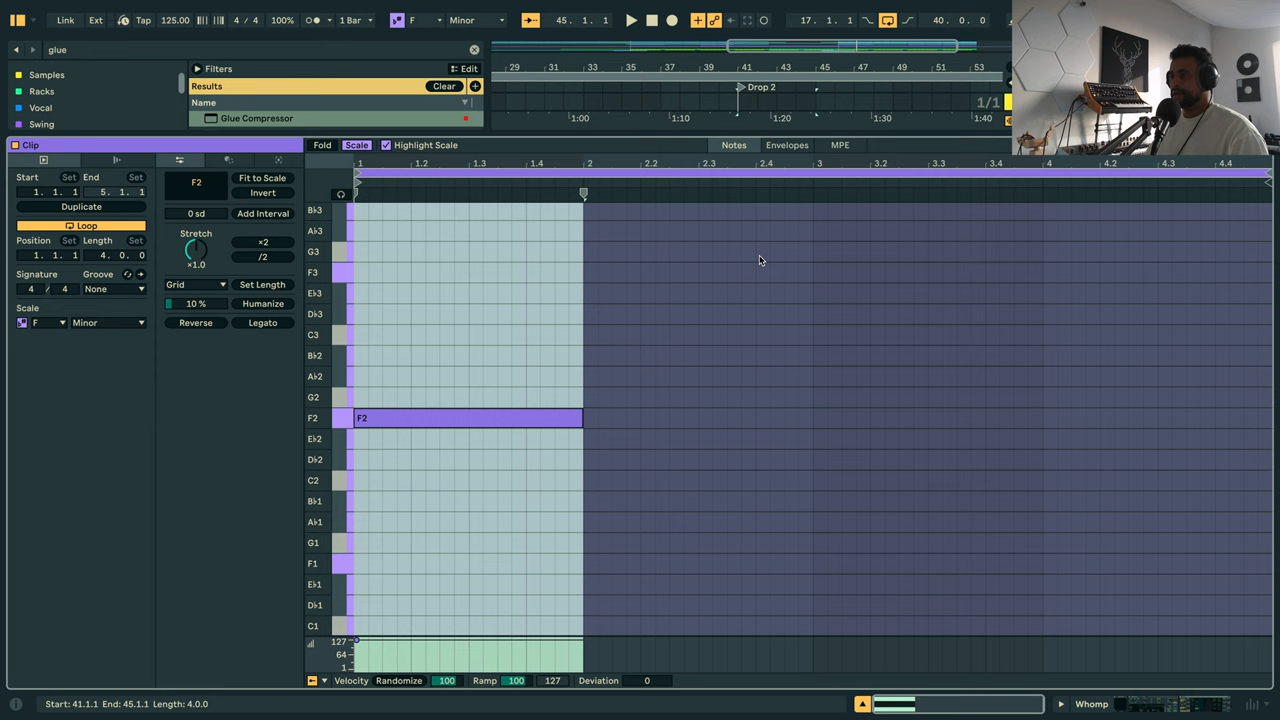 Link Ext Tap 125.00 4 / 4 100% 1 Bar F Minor 45. 1. 1 17. 1. 1 40. 0. 0
glue
Filters Edit
Samples
Racks
Vocal
Swing
Results Clear
Name
Glue Compressor
29 31 33 35 37 39 41 43 45 47 49 51 53
Drop 2
1/1
1:00 1:10 1:20 1:30 1:40
Clip
Fold Scale Highlight Scale Notes Envelopes MPE
1 1.2 1.3 1.4 2 2.2 2.3 2.4 3 3.2 3.3 3.4 4 4.2 4.3 4.4
Start Set End Set
1. 1. 1 5. 1. 1
Duplicate
Loop
Position Set Length Set
1. 1. 1 4. 0. 0
Signature Groove
4 / 4 None
Scale
F Minor
F2 Fit to Scale
Invert
0 sd Add Interval
Stretch
×2
/2
×1.0
Grid Set Length
10 % Humanize
Reverse Legato
B♭3
A♭3
G3
F3
E♭3
D♭3
C3
B♭2
A♭2
G2
F2 F2
E♭2
D♭2
C2
B♭1
A♭1
G1
F1
E♭1
D♭1
C1
127
64
1
Velocity Randomize 100 Ramp 100 127 Deviation 0
Start: 41.1.1 End: 45.1.1 Length: 4.0.0
Whomp